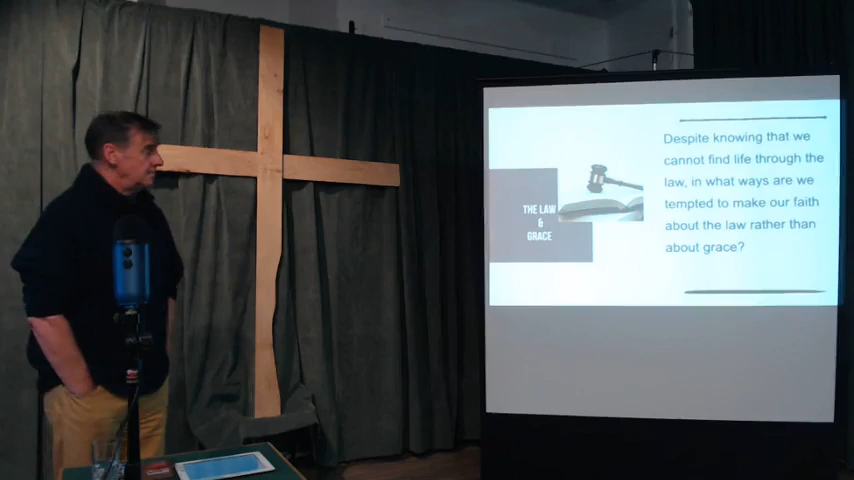 THE LAW
&
GRACE
Despite knowing that we
cannot find life through the
law, in what ways are we
tempted to make our faith
about the law rather than
about grace?